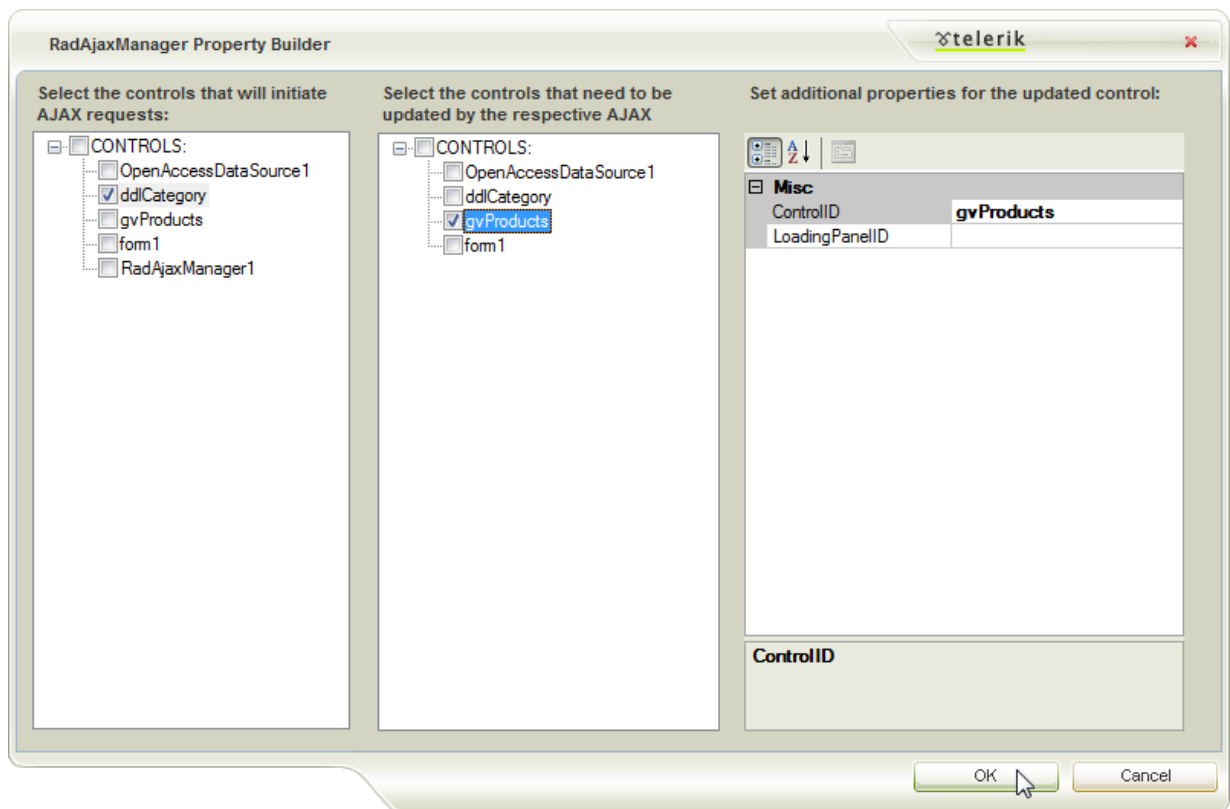 RadAjaxManager Property Builder
telerik
Select the controls that will initiate
AJAX requests:
CONTROLS:
OpenAccessDataSource1
ddlCategory
gvProducts
form1
RadAjaxManager1
Select the controls that need to be
updated by the respective AJAX
CONTROLS:
OpenAccessDataSource1
ddlCategory
gvProducts
form1
Set additional properties for the updated control:
A
Z
Misc
ControlID gvProducts
LoadingPanelID
ControlID
OK
Cancel